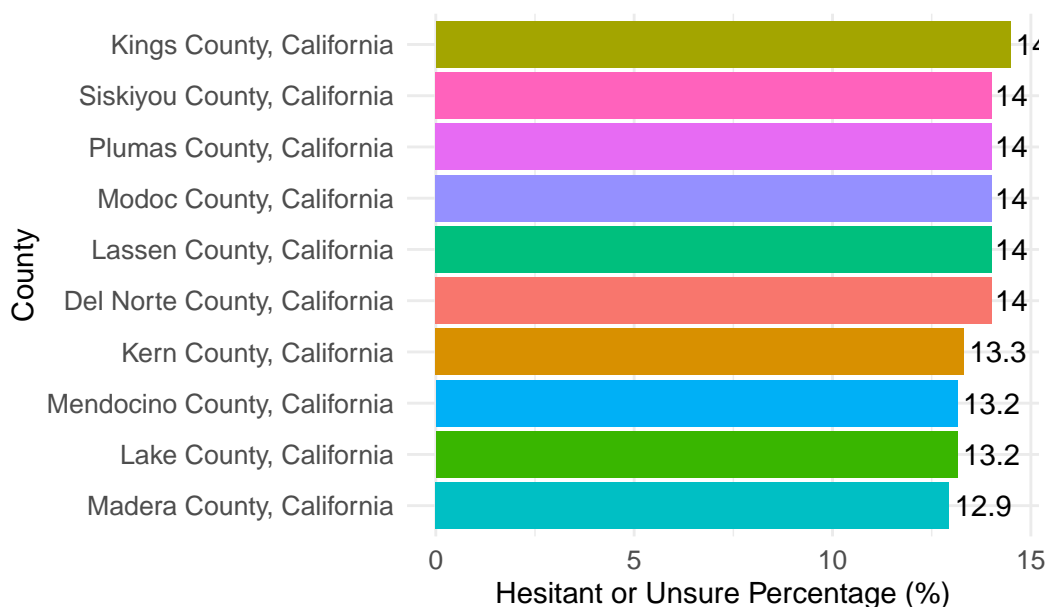 Kings County, California
Siskiyou County, California 14
Plumas County, California 14
Modoc County, California 14
Lassen County, California 14
Del Norte County, California 14
Kern County, California 13.3
Mendocino County, California 13.2
Lake County, California 13.2
Madera County, California 12.9
County
0 5 10 15
Hesitant or Unsure Percentage (%)